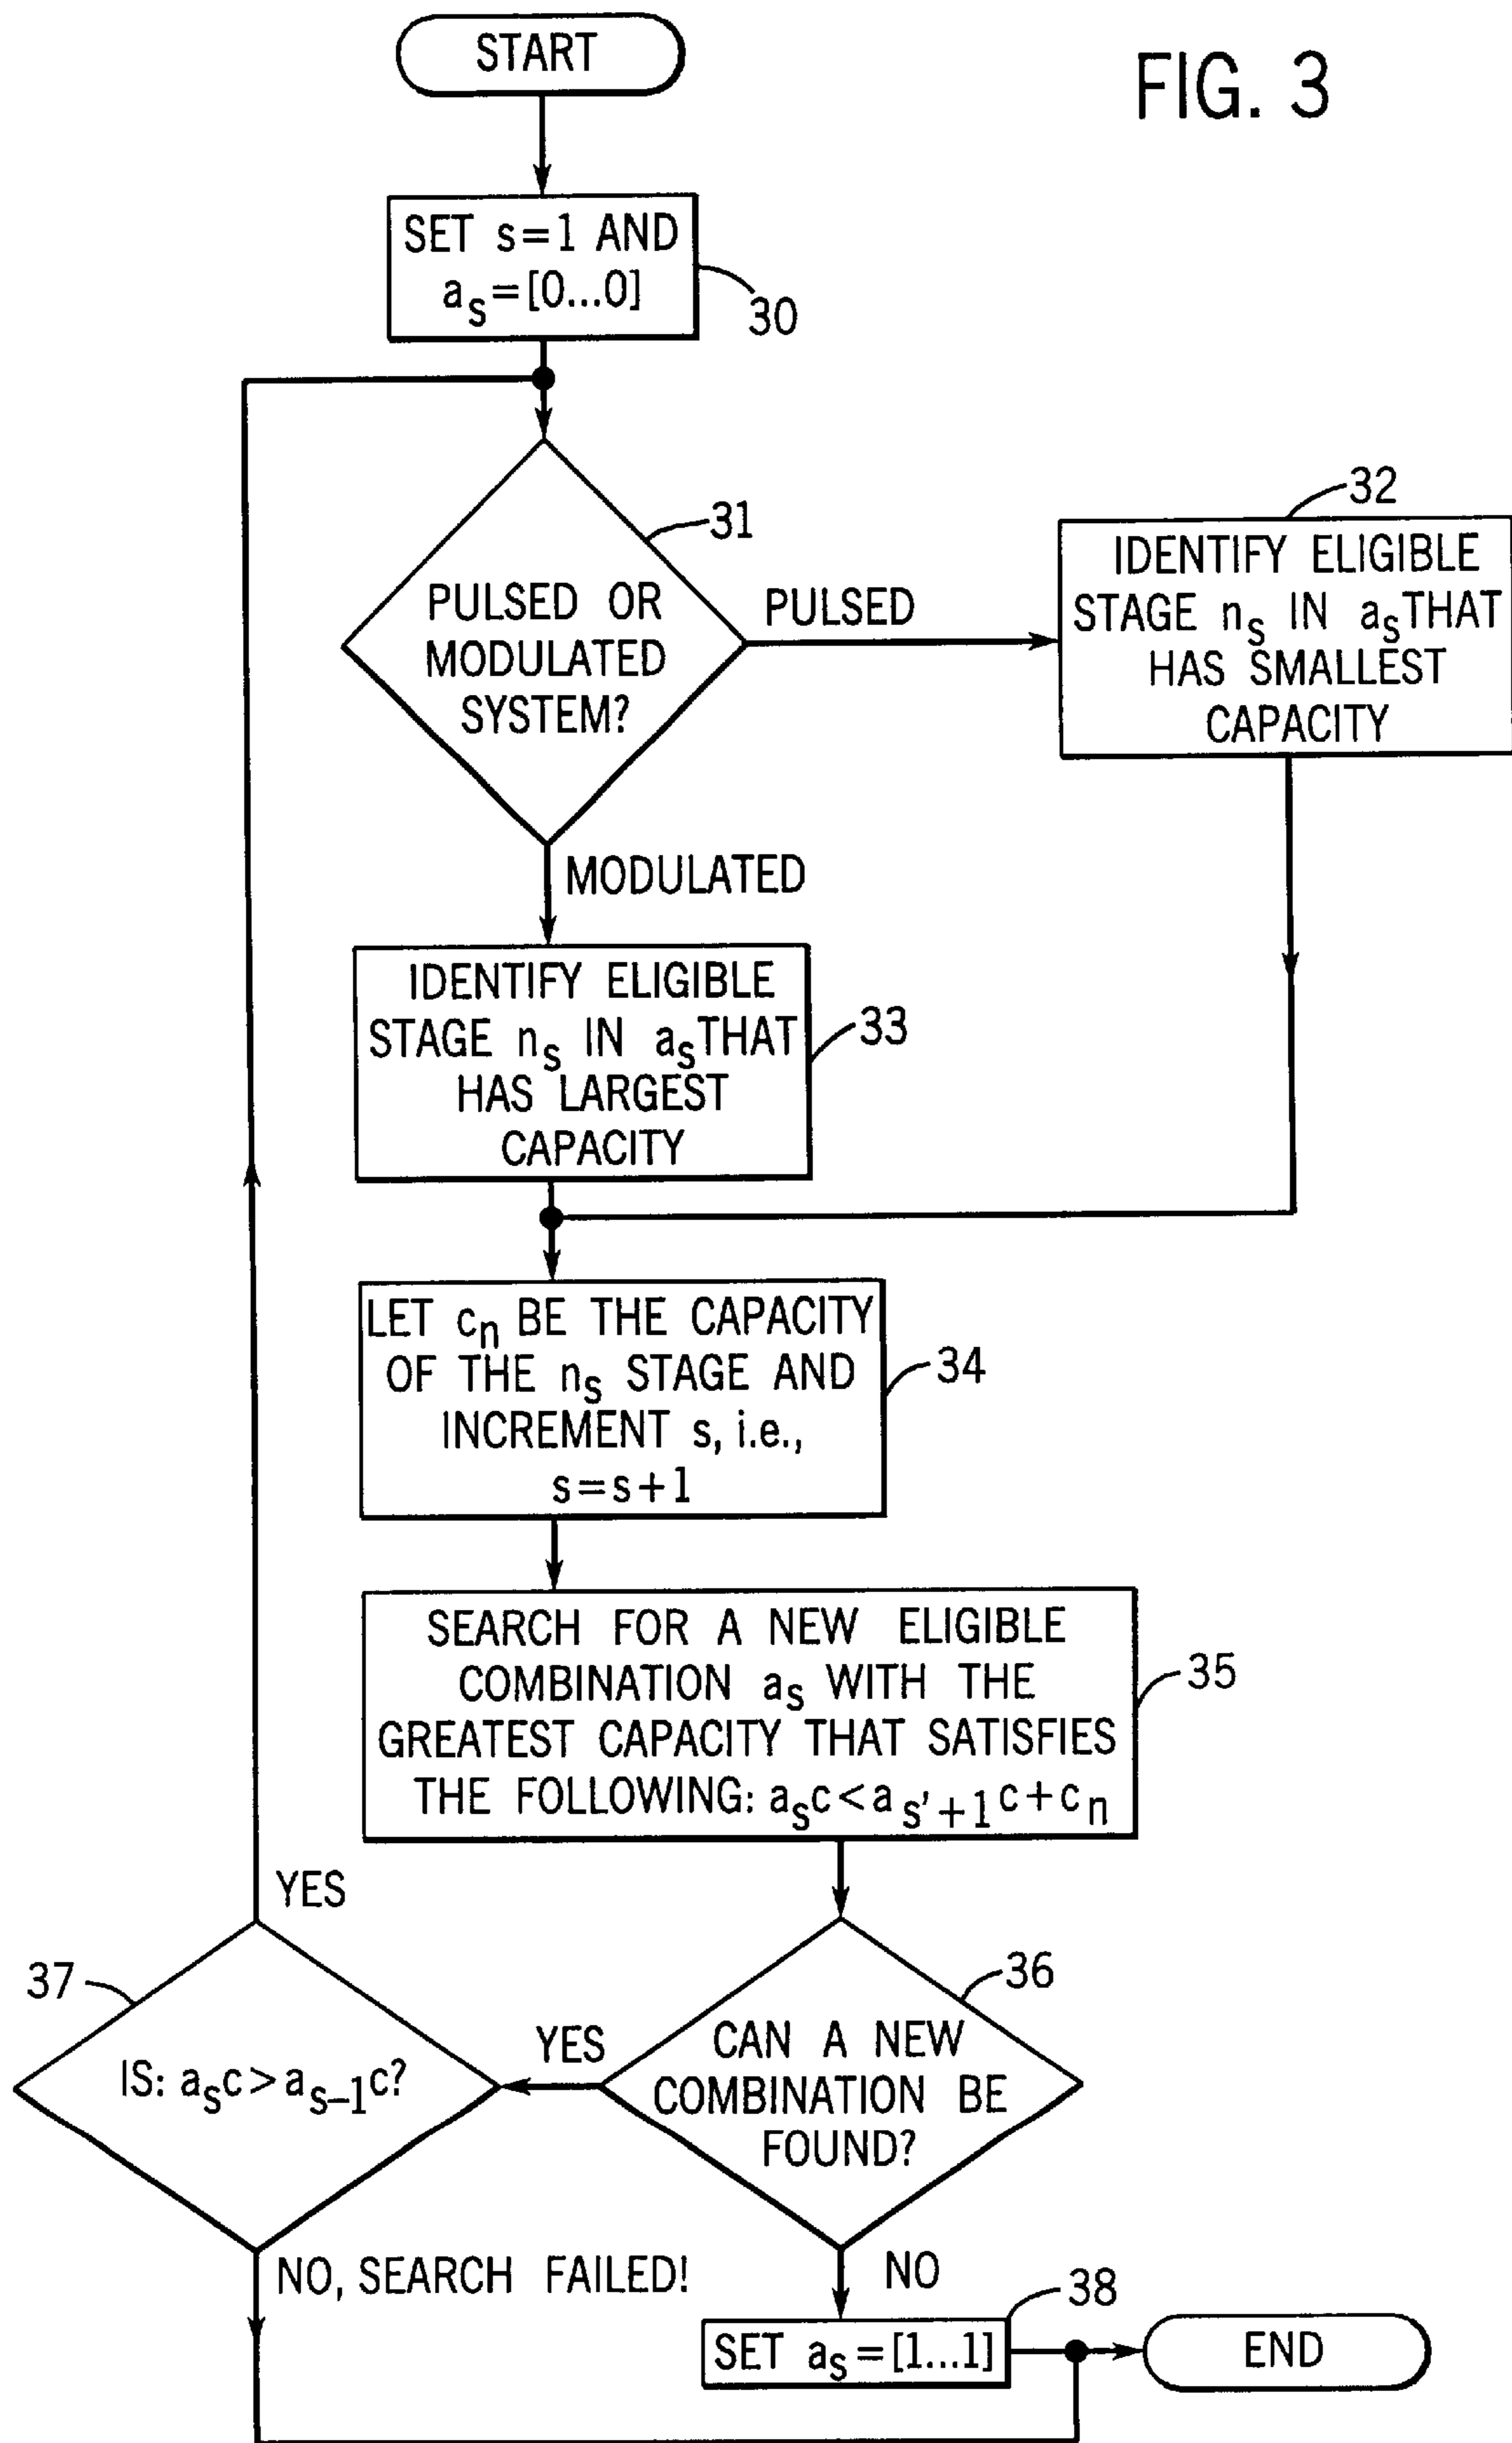 START
FIG. 3
SET s=1 AND
a_s=[0...0]
30
31
PULSED OR
MODULATED
SYSTEM?
PULSED
32
IDENTIFY ELIGIBLE
STAGE n_s IN a_s THAT
HAS SMALLEST
CAPACITY
MODULATED
IDENTIFY ELIGIBLE
STAGE n_s IN a_s THAT
HAS LARGEST
CAPACITY
33
LET c_n BE THE CAPACITY
OF THE n_s STAGE AND
INCREMENT s, i.e.,
s=s+1
34
SEARCH FOR A NEW ELIGIBLE
COMBINATION a_s WITH THE
GREATEST CAPACITY THAT SATISFIES
THE FOLLOWING: a_s c<a_s'+1 c+c_n
35
YES
37
IS: a_s c>a_s–1 c?
YES
36
CAN A NEW
COMBINATION BE
FOUND?
NO, SEARCH FAILED!
NO
38
SET a_s=[1...1]
END